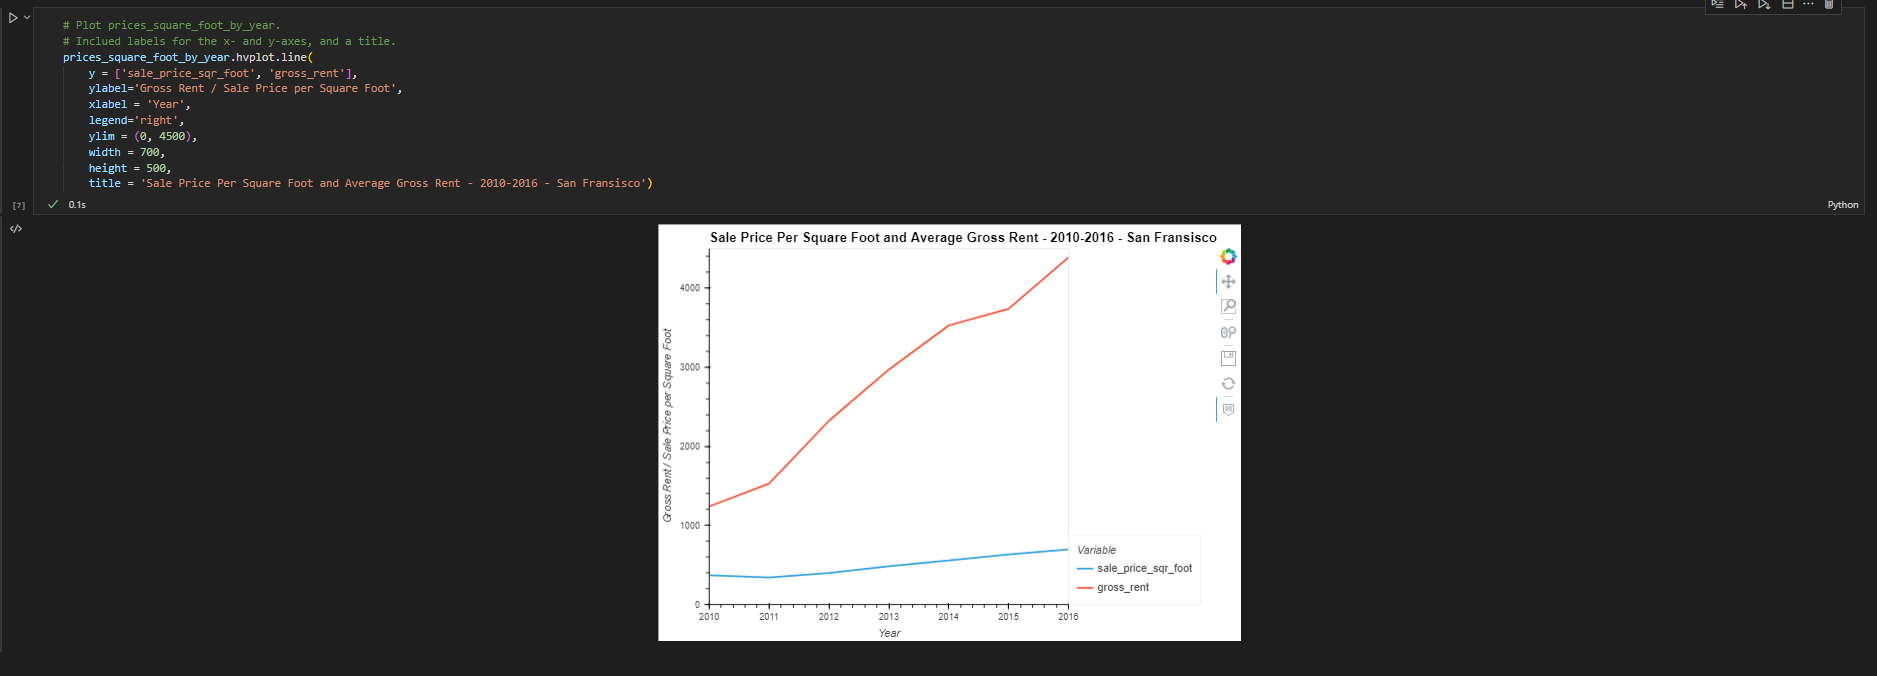 # Plot prices_square_foot_by_year.
# Inclued labels for the x- and y-axes, and a title.
prices_square_foot_by_year.hvplot.line(
y = ['sale_price_sqr_foot', 'gross_rent'],
ylabel='Gross Rent / Sale Price per Square Foot',
xlabel = 'Year',
legend='right',
ylim = (0, 4500),
width = 700,
height = 500,
title = 'Sale Price Per Square Foot and Average Gross Rent - 2010-2016 - San Fransisco')
[7]
0.1s
Python
Sale Price Per Square Foot and Average Gross Rent - 2010-2016 - San Fransisco
Gross Rent / Sale Price per Square Foot
4000
3000
2000
1000
0
Variable
sale_price_sqr_foot
gross_rent
2010 2011 2012 2013 2014 2015 2016
Year